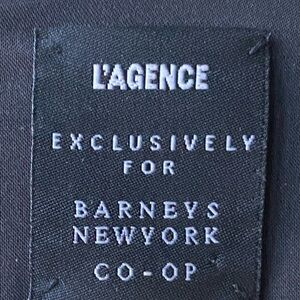 L'AGENCE
EXCLUSIVELY
FOR
BARNEYS
NEWYORK
CO-OP